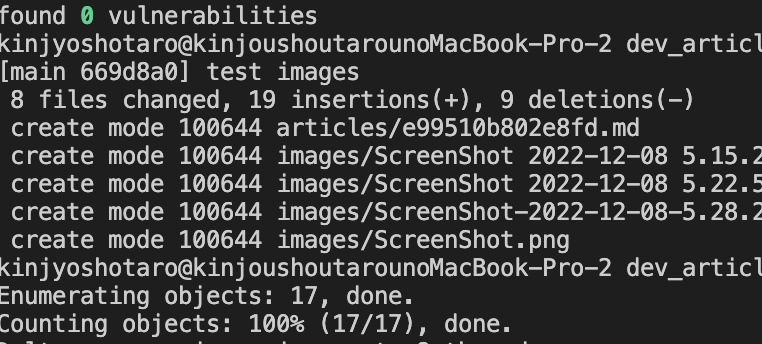 found 0 vulnerabilities
kinjyoshotaro@kinjoushoutarounoMacBook-Pro-2 dev_articl
[main 669d8a0] test images
8 files changed, 19 insertions(+), 9 deletions(-)
create mode 100644 articles/e99510b802e8fd.md
create mode 100644 images/ScreenShot 2022-12-08 5.15.2
create mode 100644 images/ScreenShot 2022-12-08 5.22.5
create mode 100644 images/ScreenShot-2022-12-08-5.28.2
create mode 100644 images/ScreenShot.png
kinjyoshotaro@kinjoushoutarounoMacBook-Pro-2 dev_articl
Enumerating objects: 17, done.
Counting objects: 100% (17/17), done.